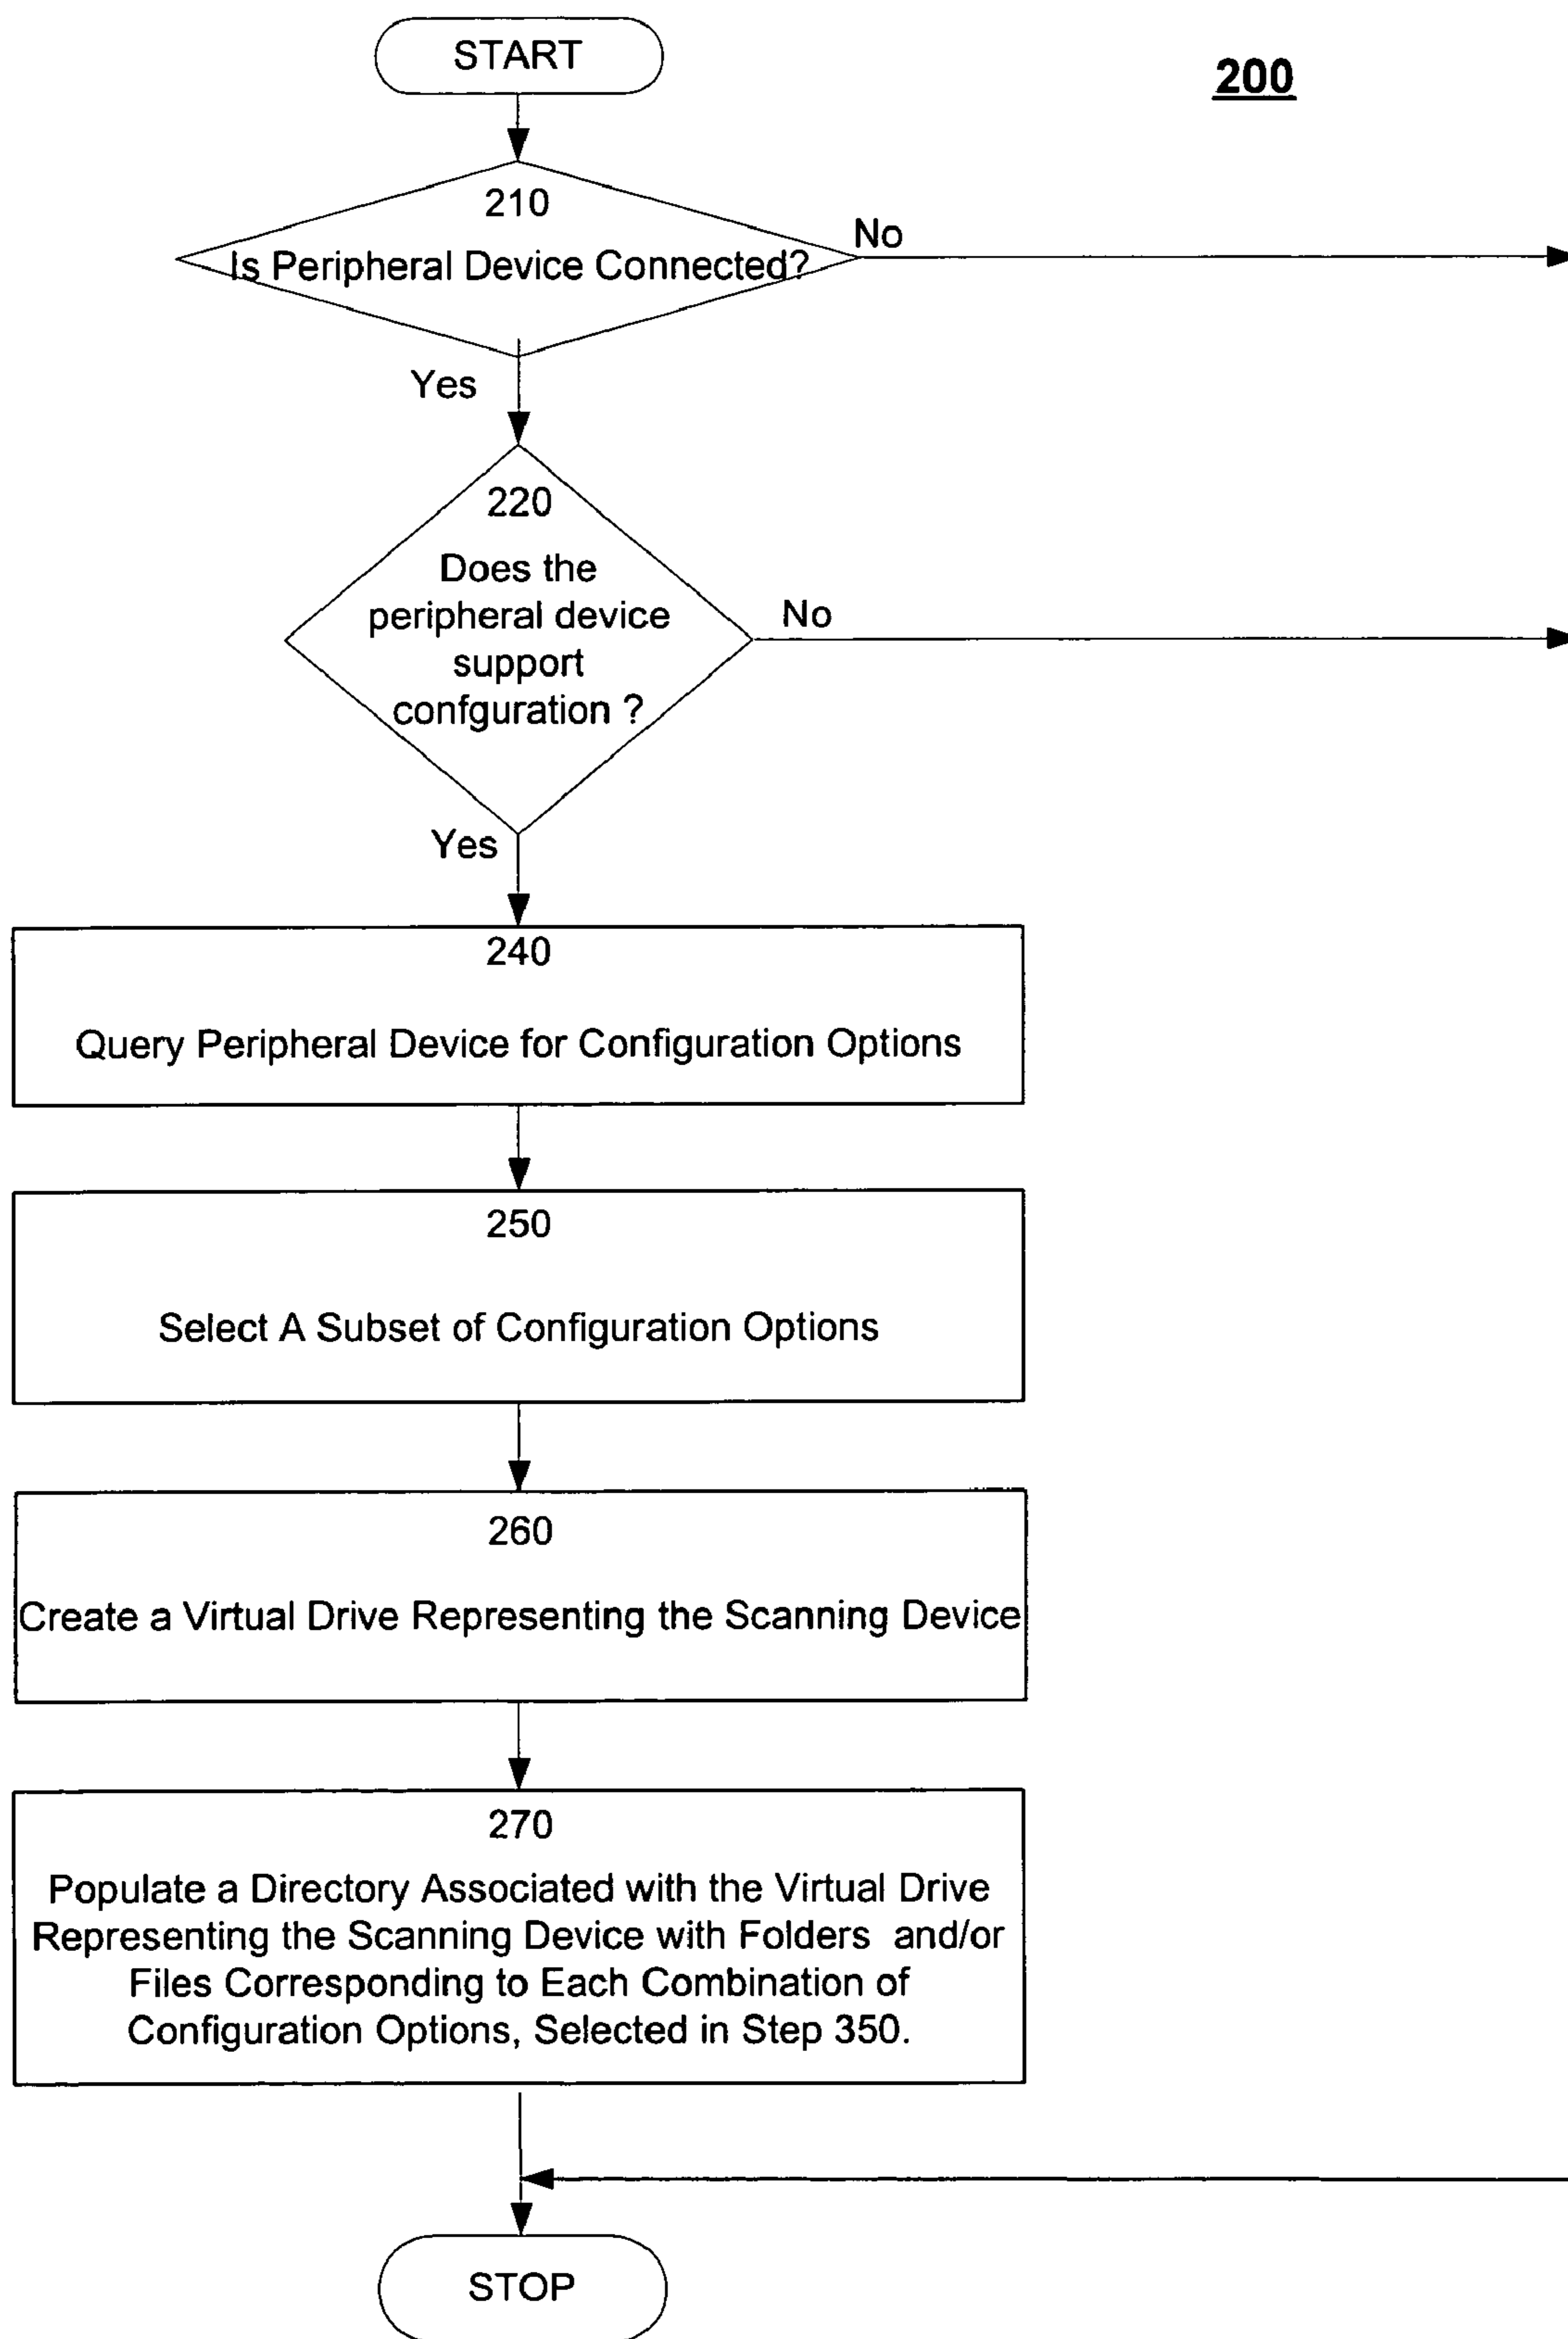 START
200
210
Is Peripheral Device Connected?
No
Yes
220
Does the
peripheral device
support
confguration ?
No
Yes
240
Query Peripheral Device for Configuration Options
250
Select A Subset of Configuration Options
260
Create a Virtual Drive Representing the Scanning Device
270
Populate a Directory Associated with the Virtual Drive
Representing the Scanning Device with Folders and/or
Files Corresponding to Each Combination of
Configuration Options, Selected in Step 350.
STOP